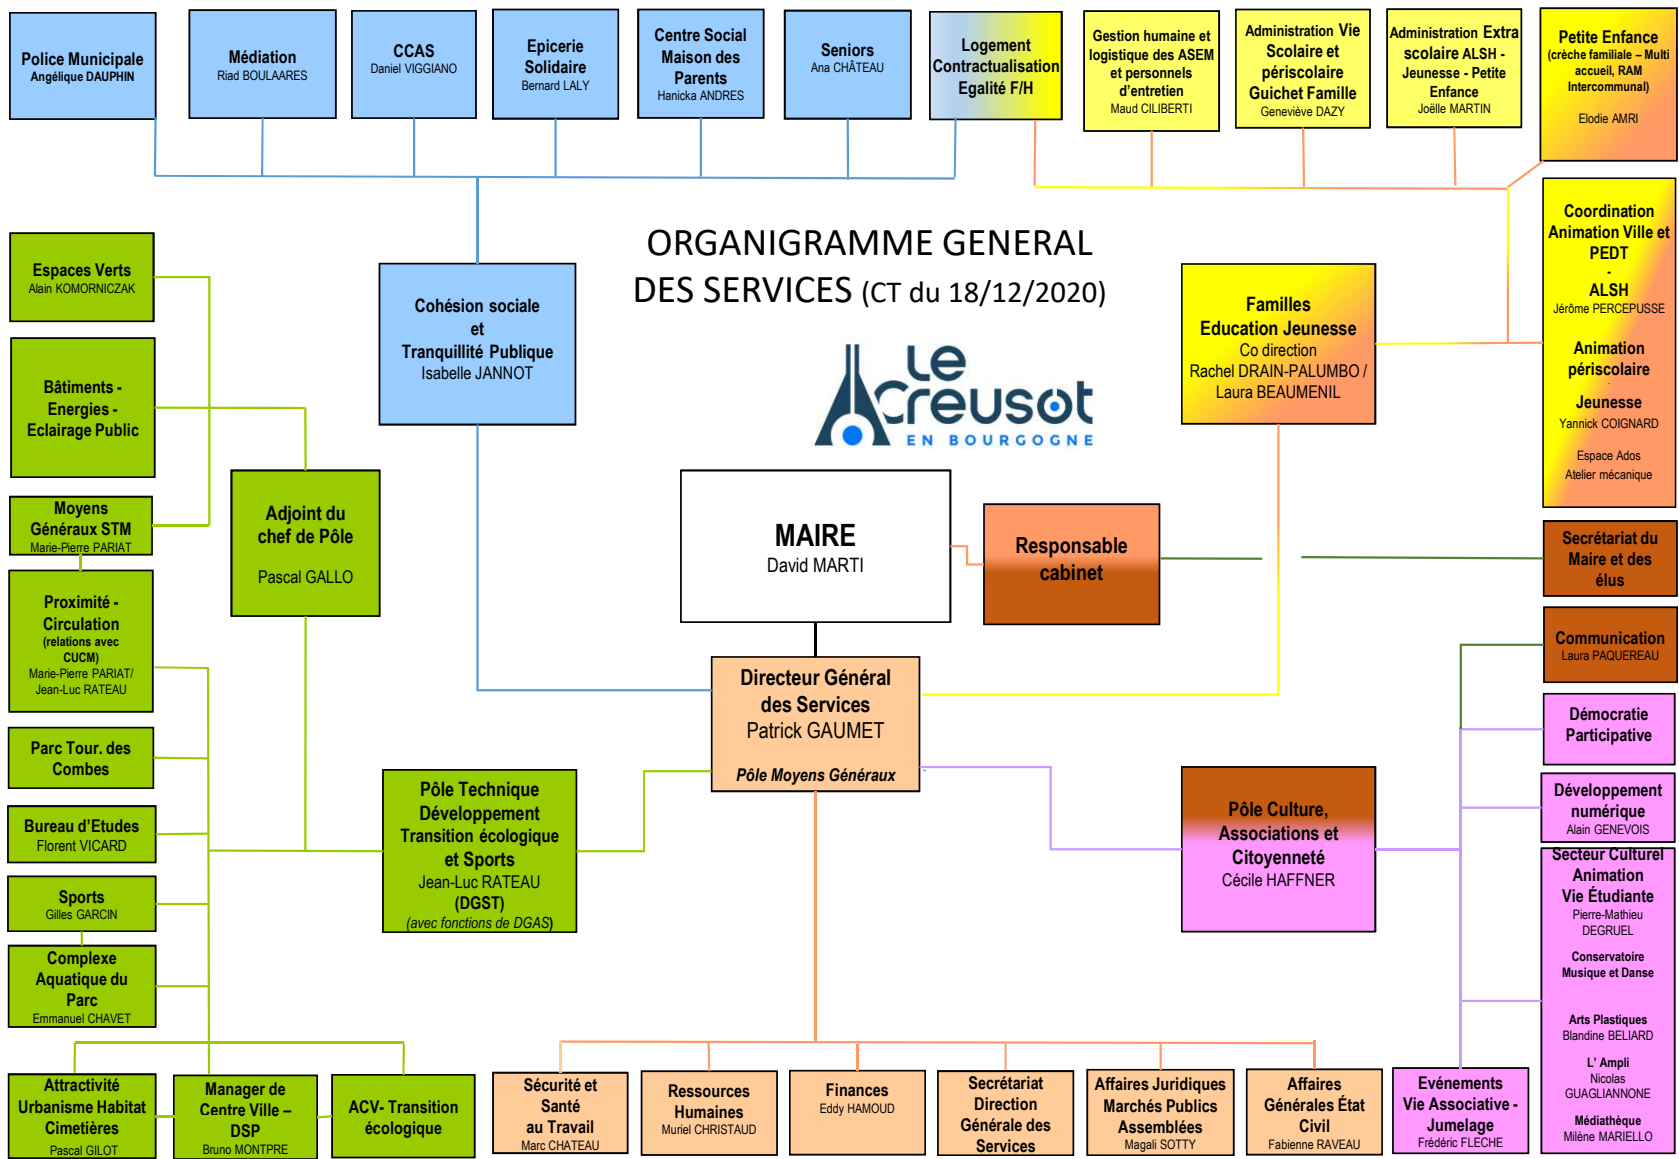 Police Municipale
Angélique DAUPHIN
Médiation
Riad BOULAARES
CCAS
Daniel VIGGIANO
Epicerie
Solidaire
Bernard LALY
Centre Social
Maison des
Parents
Hanicka ANDRES
Seniors
Ana CHÂTEAU
Logement
Contractualisation
Egalité F/H
Gestion humaine et
logistique des ASEM
et personnels
d'entretien
Maud CILIBERTI
Administration Vie
Scolaire et
périscolaire
Guichet Famille
Geneviève DAZY
Administration Extra
scolaire ALSH -
Jeunesse - Petite
Enfance
Joëlle MARTIN
Petite Enfance
(crèche familiale – Multi
accueil, RAM
Intercommunal)
Elodie AMRI
ORGANIGRAMME GENERAL
DES SERVICES (CT du 18/12/2020)
LE
CREUSOT
EN BOURGOGNE
Cohésion sociale
et
Tranquillité Publique
Isabelle JANNOT
Familles
Education Jeunesse
Co direction
Rachel DRAIN-PALUMBO /
Laura BEAUMENIL
Coordination
Animation Ville et
PEDT
-
ALSH
Jérôme PERCEPUSSE
Animation
périscolaire
-
Jeunesse
Yannick COIGNARD
Espace Ados
Atelier mécanique
Espaces Verts
Alain KOMORNICZAK
Bâtiments -
Energies -
Eclairage Public
Moyens
Généraux STM
Marie-Pierre PARIAT
Adjoint du
chef de Pôle
Pascal GALLO
Proximité -
Circulation
(relations avec
CUCM)
Marie-Pierre PARIAT/
Jean-Luc RATEAU
Parc Tour. des
Combes
Bureau d'Etudes
Florent VICARD
Sports
Gilles GARCIN
Complexe
Aquatique du
Parc
Emmanuel CHAVET
MAIRE
David MARTI
Responsable
cabinet
Secrétariat du
Maire et des
élus
Communication
Laura PAQUEREAU
Directeur Général
des Services
Patrick GAUMET
Pôle Moyens Généraux
Pôle Technique
Développement
Transition écologique
et Sports
Jean-Luc RATEAU
(DGST)
(avec fonctions de DGAS)
Pôle Culture,
Associations et
Citoyenneté
Cécile HAFFNER
Démocratie
Participative
Développement
numérique
Alain GENEVOIS
Secteur Culturel
Animation
Vie Étudiante
Pierre-Mathieu
DEGRUEL
Conservatoire
Musique et Danse
Arts Plastiques
Blandine BELIARD
L' Ampli
Nicolas
GUAGLIANNONE
Médiathèque
Milène MARIELLO
Attractivité
Urbanisme Habitat
Cimetières
Pascal GILOT
Manager de
Centre Ville –
DSP
Bruno MONTPRE
ACV- Transition
écologique
Sécurité et
Santé
au Travail
Marc CHATEAU
Ressources
Humaines
Muriel CHRISTAUD
Finances
Eddy HAMOUD
Secrétariat
Direction
Générale des
Services
Affaires Juridiques
Marchés Publics
Assemblées
Magali SOTTY
Affaires
Générales État
Civil
Fabienne RAVEAU
Evénements
Vie Associative -
Jumelage
Frédéric FLECHE